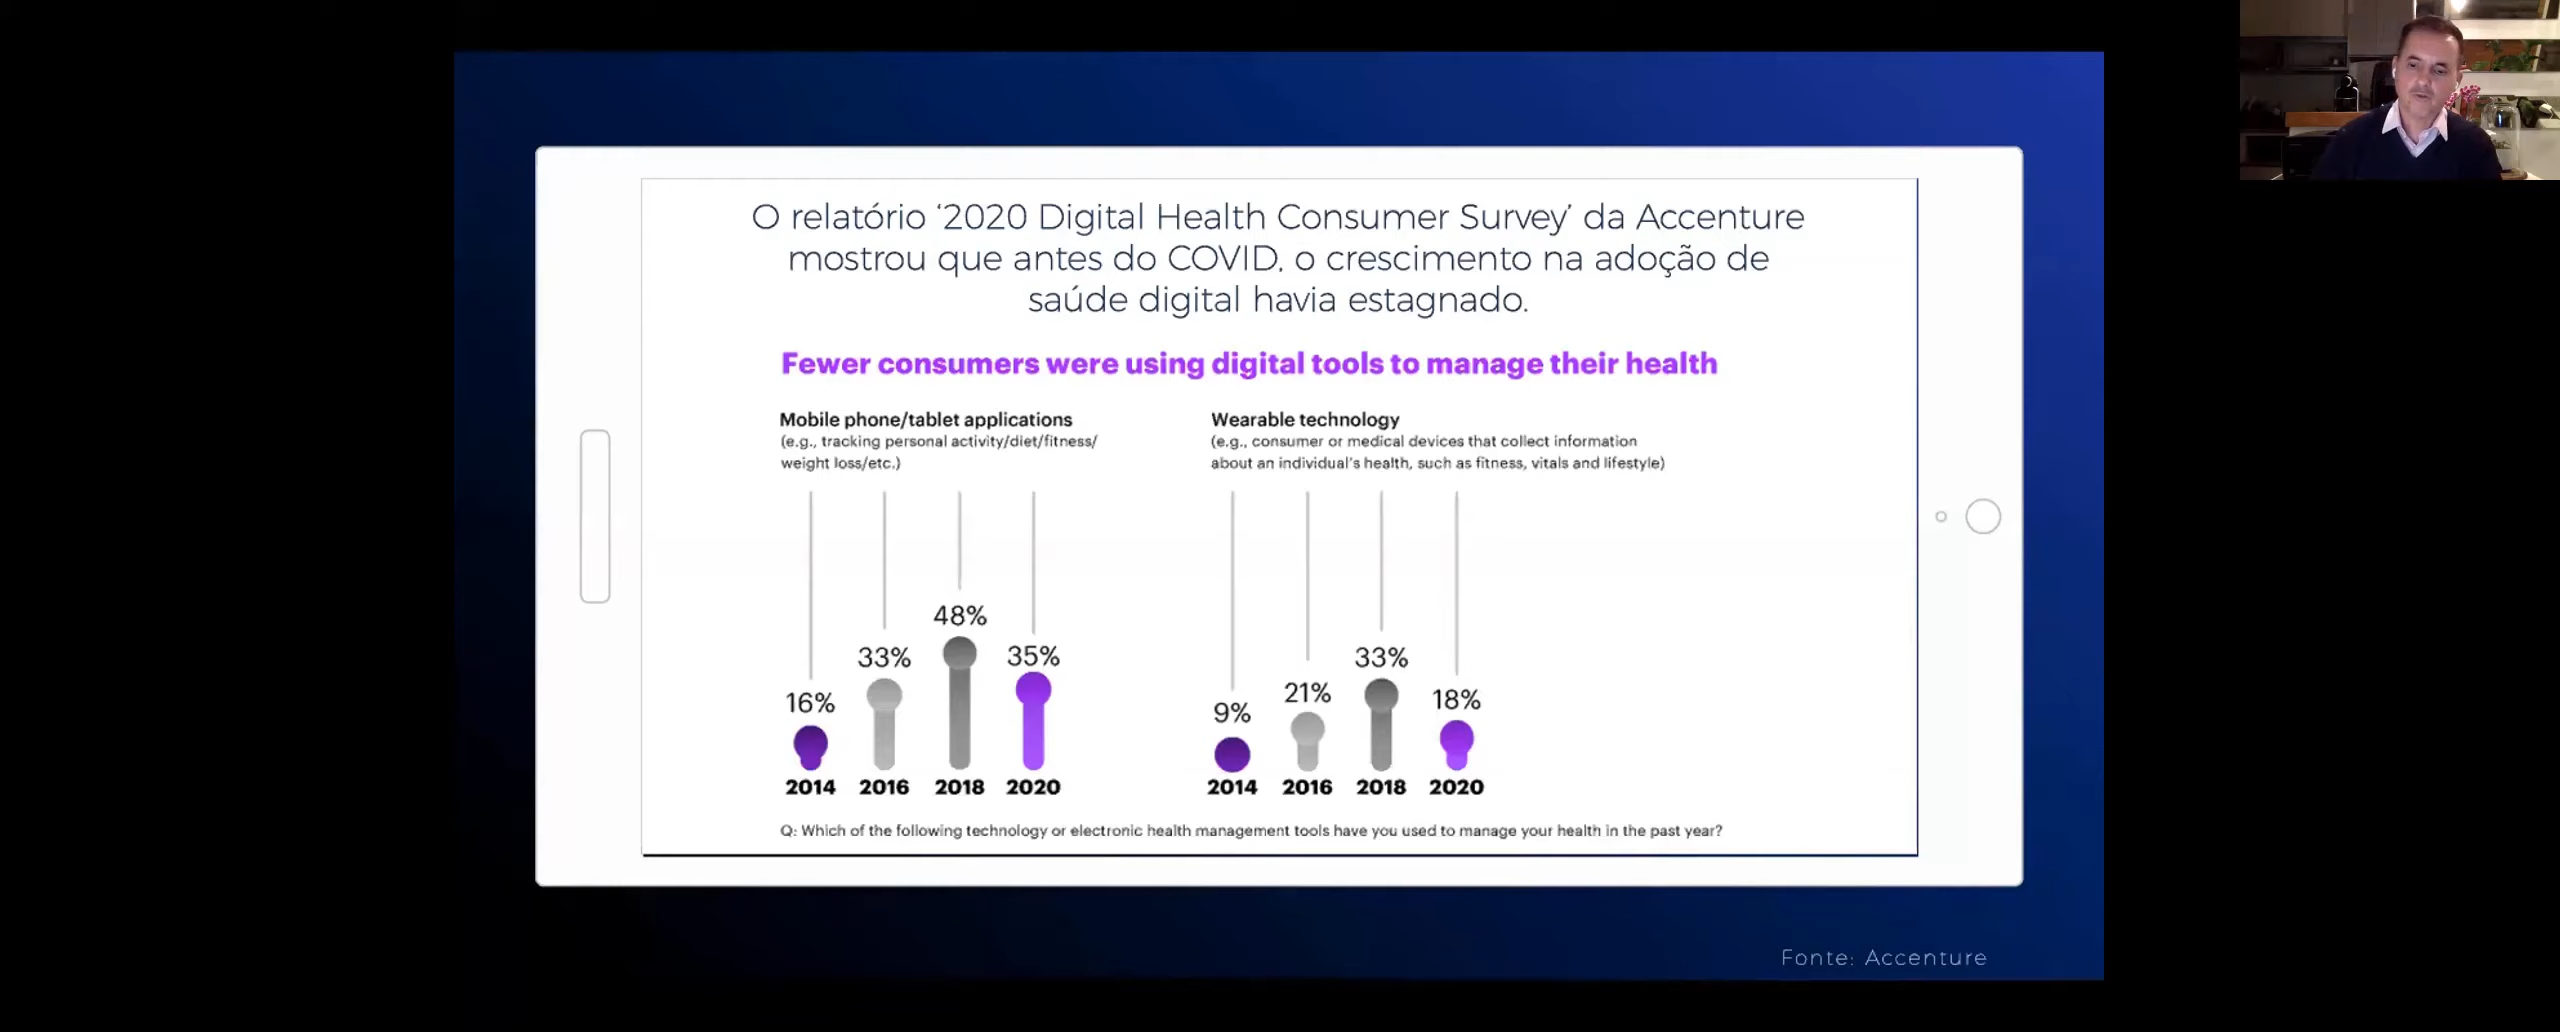 O relatório ‘2020 Digital Health Consumer Survey’ da Accenture
mostrou que antes do COVID, o crescimento na adoção de
saúde digital havia estagnado.
Fewer consumers were using digital tools to manage their health
Mobile phone/tablet applications
(e.g., tracking personal activity/diet/fitness/
weight loss/etc.)
16%
33%
48%
35%
2014
2016
2018
2020
Wearable technology
(e.g., consumer or medical devices that collect information
about an individual's health, such as fitness, vitals and lifestyle)
9%
21%
33%
18%
2014
2016
2018
2020
Q: Which of the following technology or electronic health management tools have you used to manage your health in the past year?
Fonte: Accenture